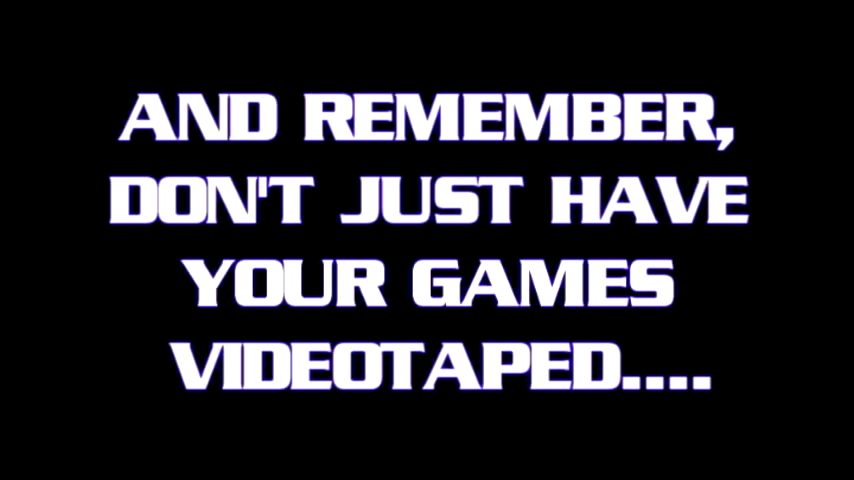 AND REMEMBER,
DON'T JUST HAVE
YOUR GAMES
VIDEOTAPED....